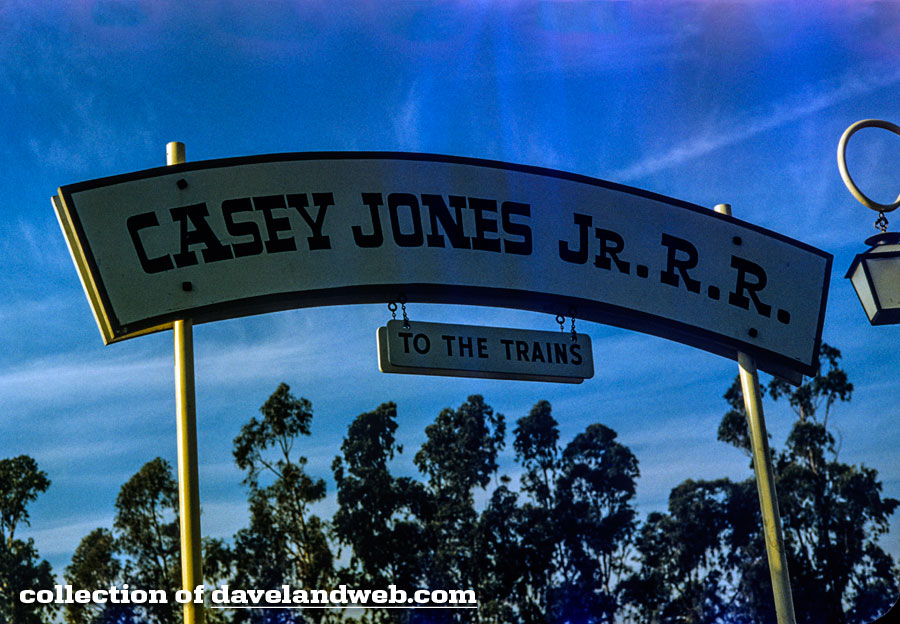 CASEY JONES JR. R. R.
TO THE TRAINS
collection of davelandweb.com